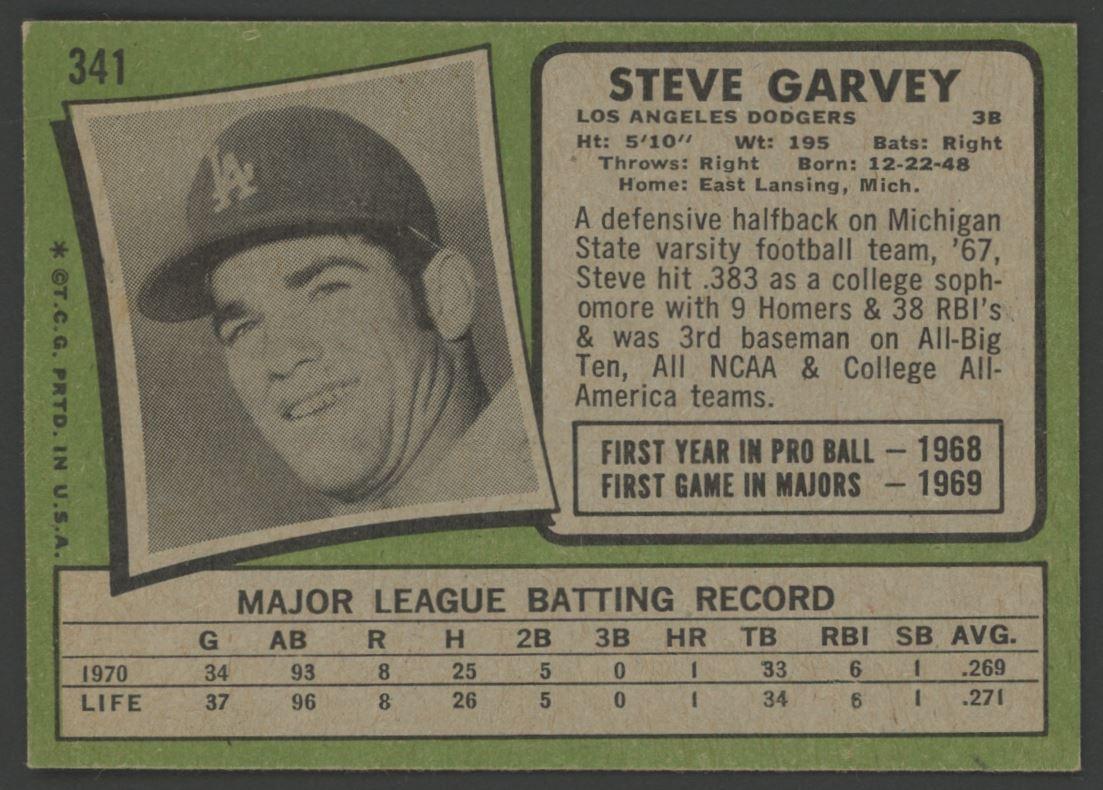 341
LA
STEVE GARVEY
LOS ANGELES DODGERS 3B
Ht: 5'10" Wt: 195 Bats: Right
Throws: Right Born: 12-22-48
Home: East Lansing, Mich.
A defensive halfback on Michigan
State varsity football team, '67,
Steve hit .383 as a college soph-
omore with 9 Homers & 38 RBI's
& was 3rd baseman on All-Big
Ten, All NCAA & College All-
America teams.
FIRST YEAR IN PRO BALL — 1968
FIRST GAME IN MAJORS — 1969
* ©T.C.G. PRTD. IN U.S.A.
MAJOR LEAGUE BATTING RECORD
G AB R H 2B 3B HR TB RBI SB AVG.
1970 34 93 8 25 5 0 1 33 6 1 .269
LIFE 37 96 8 26 5 0 1 34 6 1 .271